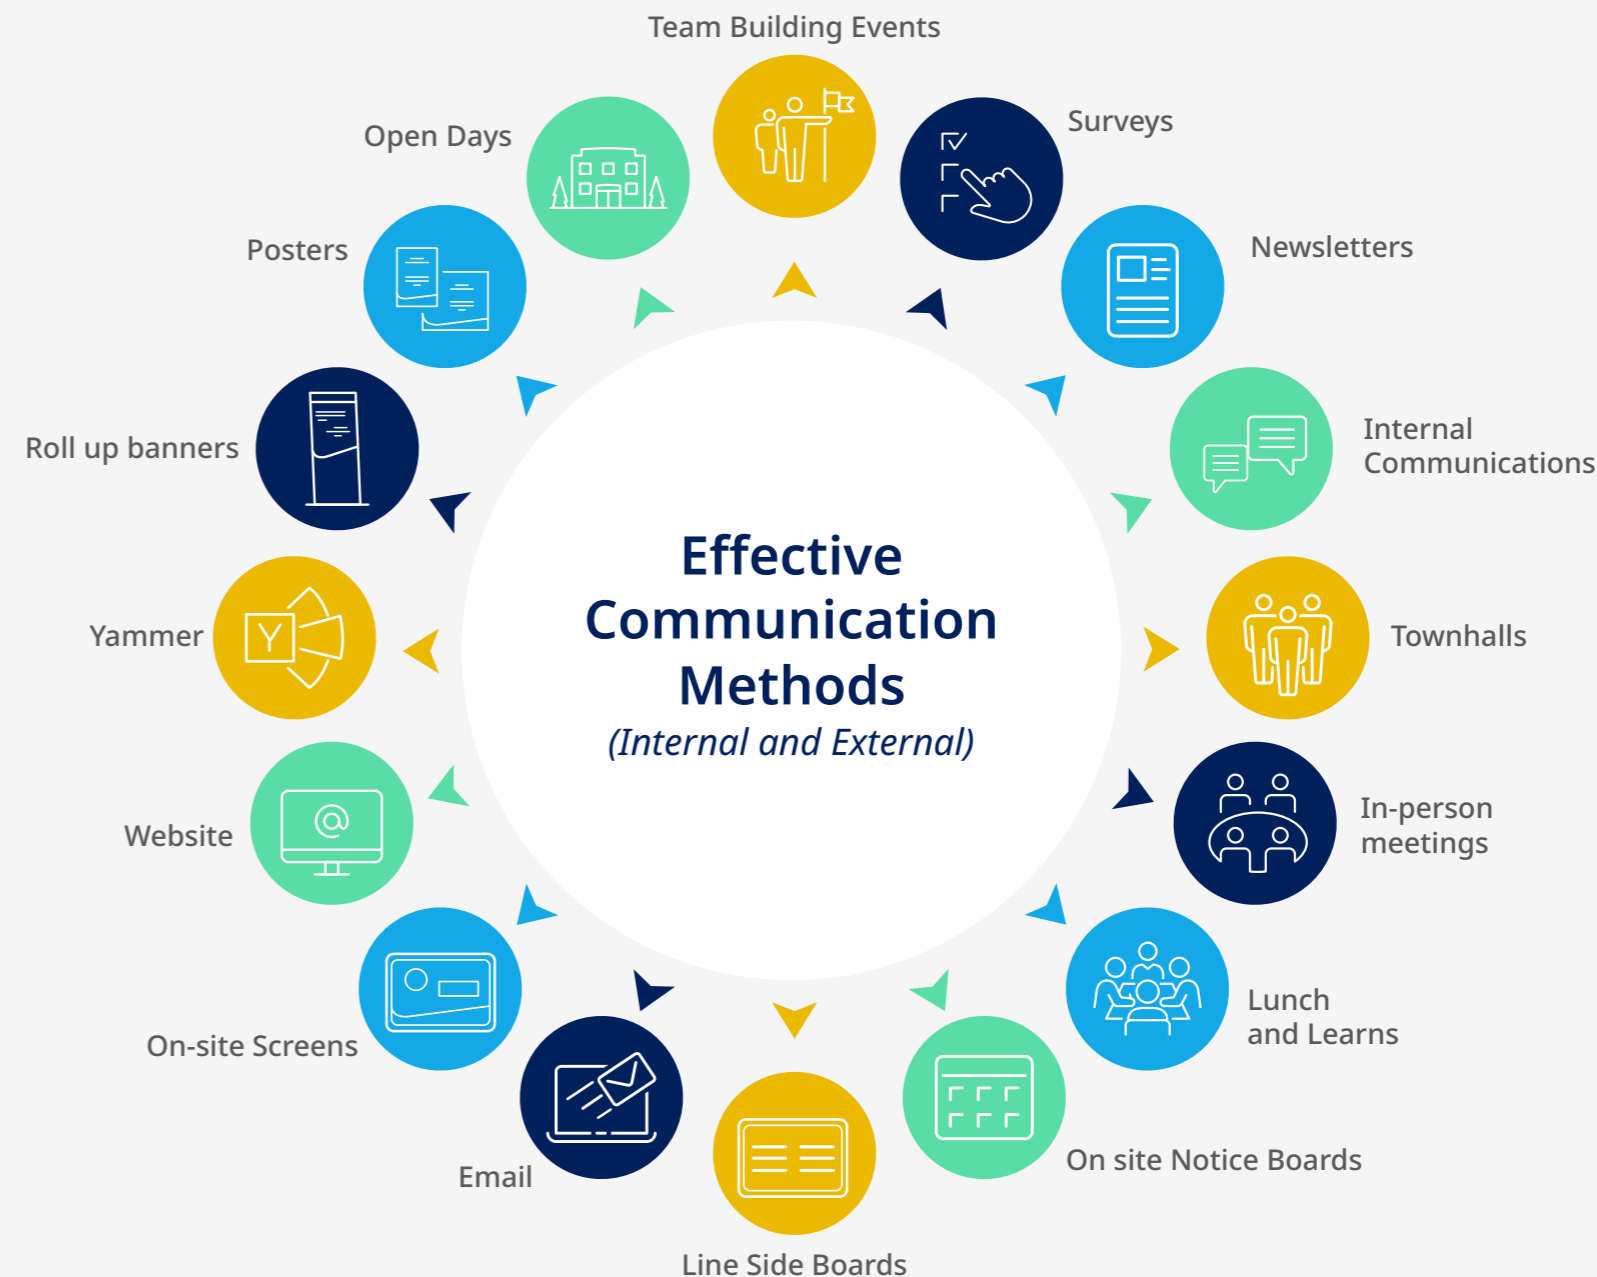 Team Building Events
Surveys
Newsletters
Internal
Communications
Townhalls
In-person
meetings
Lunch
and Learns
On site Notice Boards
Line Side Boards
Email
On-site Screens
Website
Yammer
Y
Roll up banners
Posters
Open Days
Effective
Communication
Methods
(Internal and External)
@